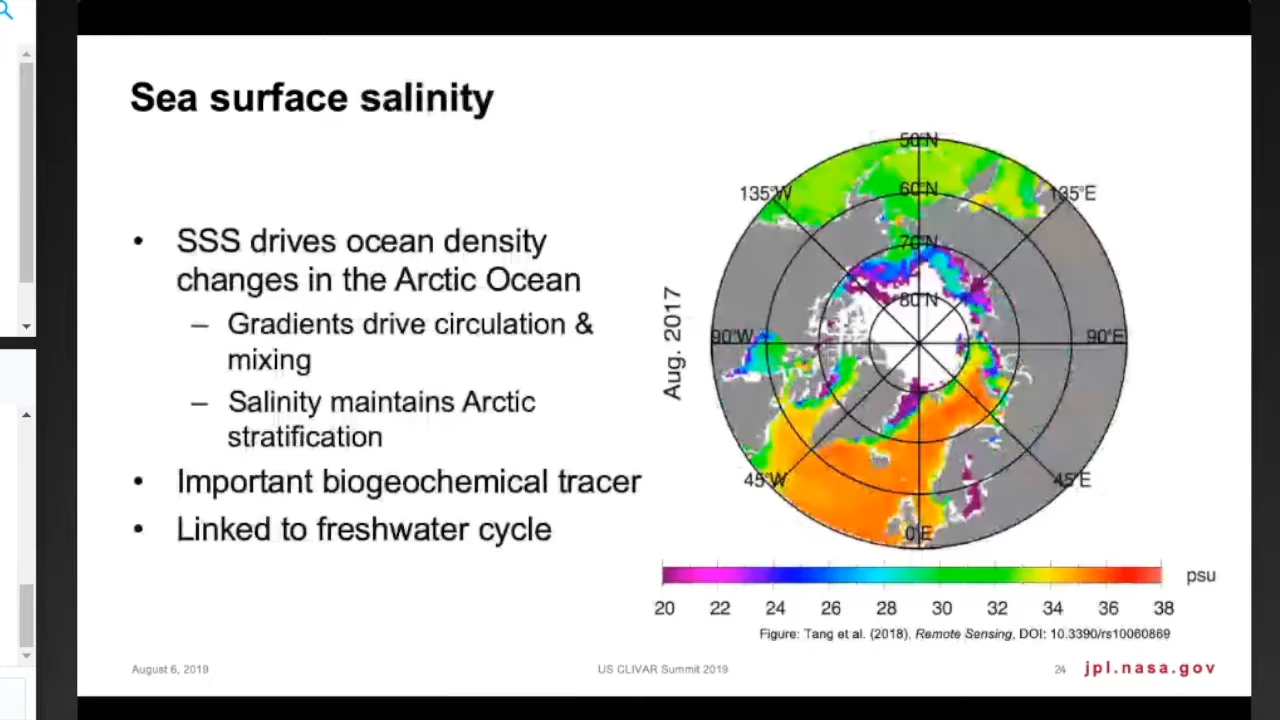 Sea surface salinity
• SSS drives ocean density
changes in the Arctic Ocean
– Gradients drive circulation &
mixing
– Salinity maintains Arctic
stratification
• Important biogeochemical tracer
• Linked to freshwater cycle
Aug. 2017
50°N
135°W
60°N
135°E
70°N
80°N
90°W
90°E
45°W
45°E
0°E
psu
20 22 24 26 28 30 32 34 36 38
Figure: Tang et al. (2018), Remote Sensing, DOI: 10.3390/rs10060869
August 6, 2019
US CLIVAR Summit 2019
24
jpl.nasa.gov